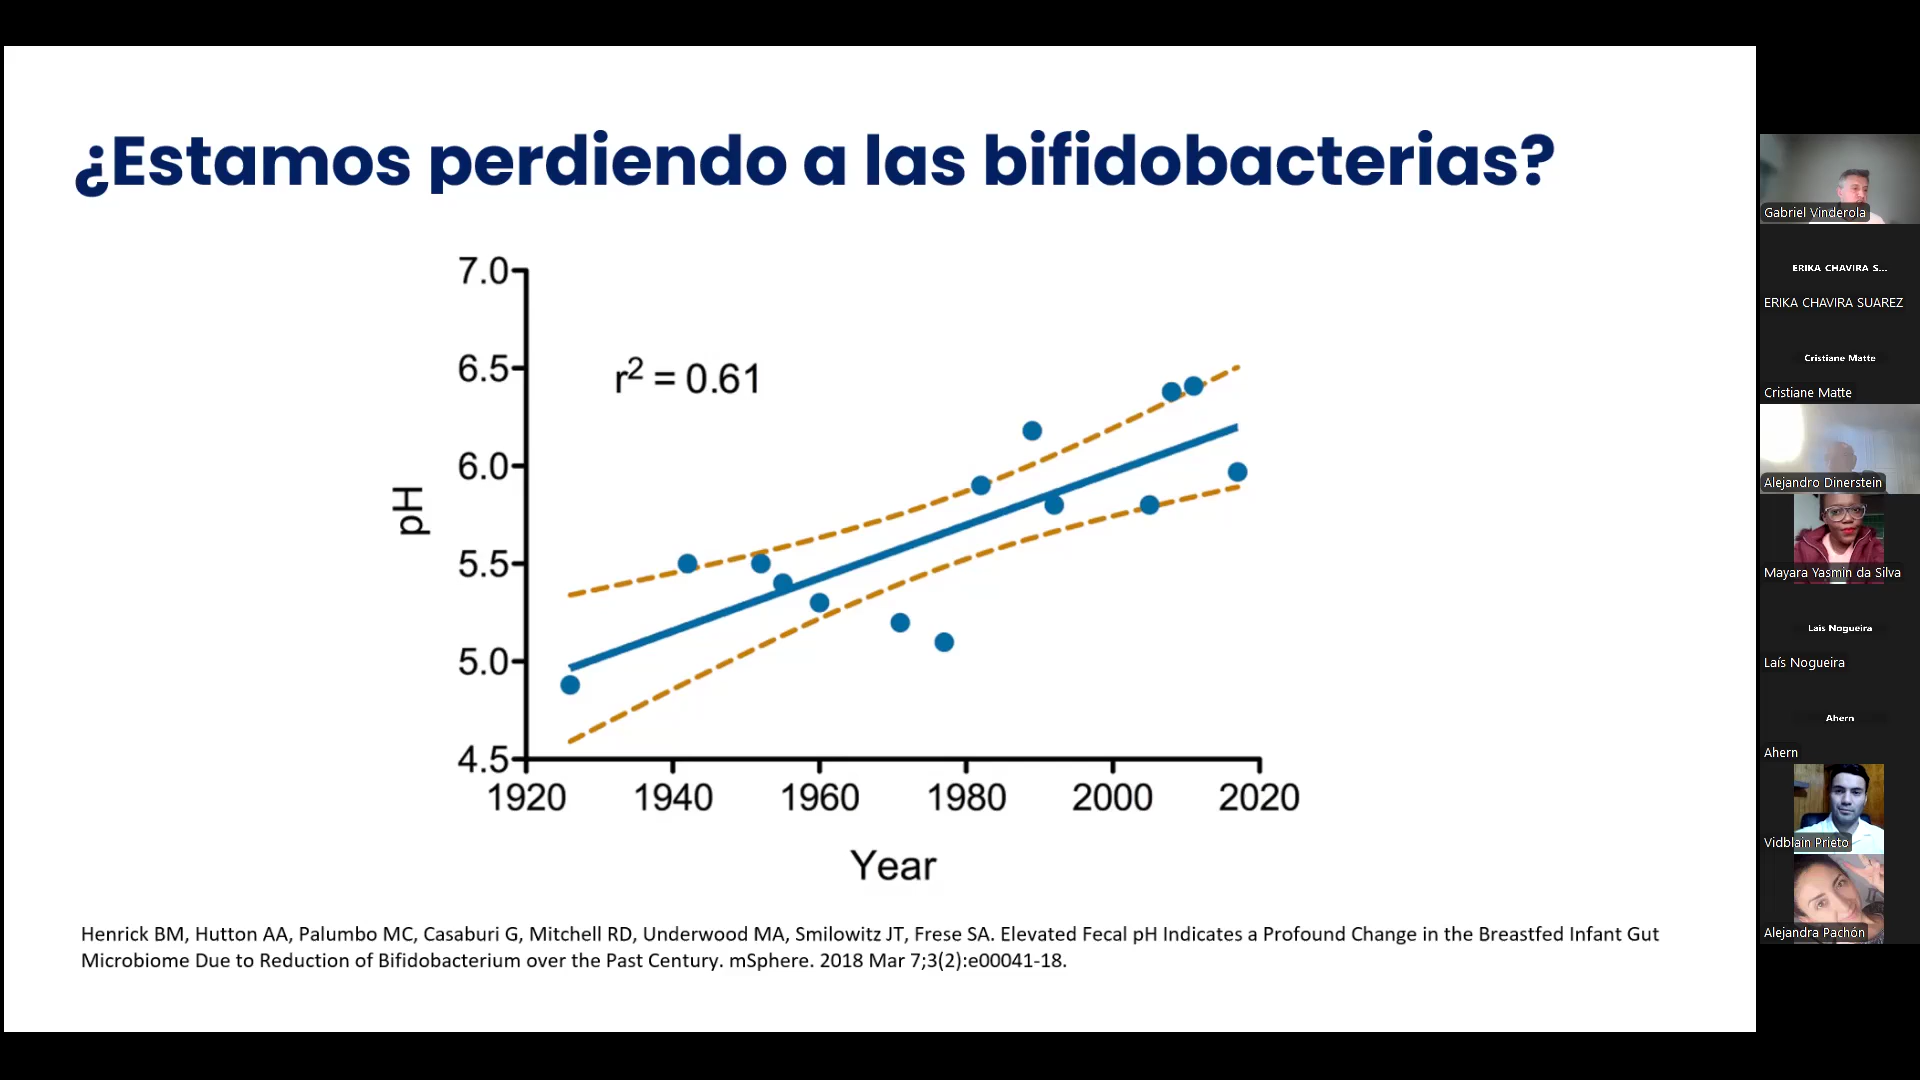 ¿Estamos perdiendo a las bifidobacterias?
7.0
6.5
6.0
5.5
5.0
4.5
pH
r² = 0.61
1920 1940 1960 1980 2000 2020
Year
Henrick BM, Hutton AA, Palumbo MC, Casaburi G, Mitchell RD, Underwood MA, Smilowitz JT, Frese SA. Elevated Fecal pH Indicates a Profound Change in the Breastfed Infant Gut
Microbiome Due to Reduction of Bifidobacterium over the Past Century. mSphere. 2018 Mar 7;3(2):e00041-18.
Gabriel Vinderola
ERIKA CHAVIRA S...
ERIKA CHAVIRA SUAREZ
Cristiane Matte
Cristiane Matte
Alejandro Dinerstein
Mayara Yasmin da Silva
Laís Nogueira
Laís Nogueira
Ahern
Ahern
Vidblain Prieto
Alejandra Pachón